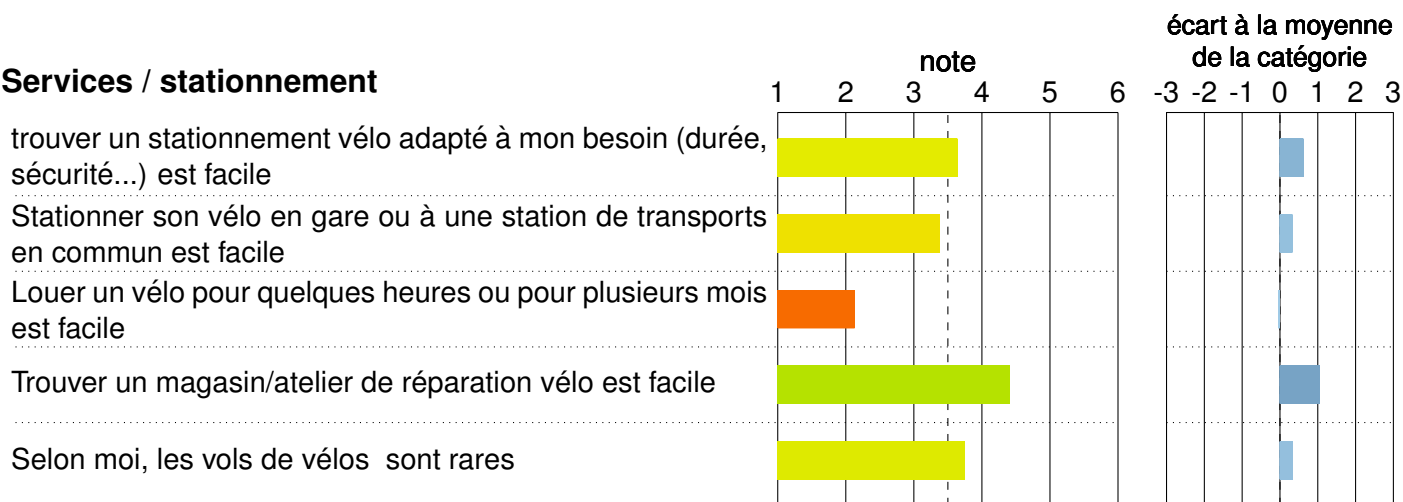 écart à la moyenne
de la catégorie
note
Services / stationnement
1 2 3 4 5 6
-3 -2 -1 0 1 2 3
trouver un stationnement vélo adapté à mon besoin (durée,
sécurité...) est facile
Stationner son vélo en gare ou à une station de transports
en commun est facile
Louer un vélo pour quelques heures ou pour plusieurs mois
est facile
Trouver un magasin/atelier de réparation vélo est facile
Selon moi, les vols de vélos sont rares